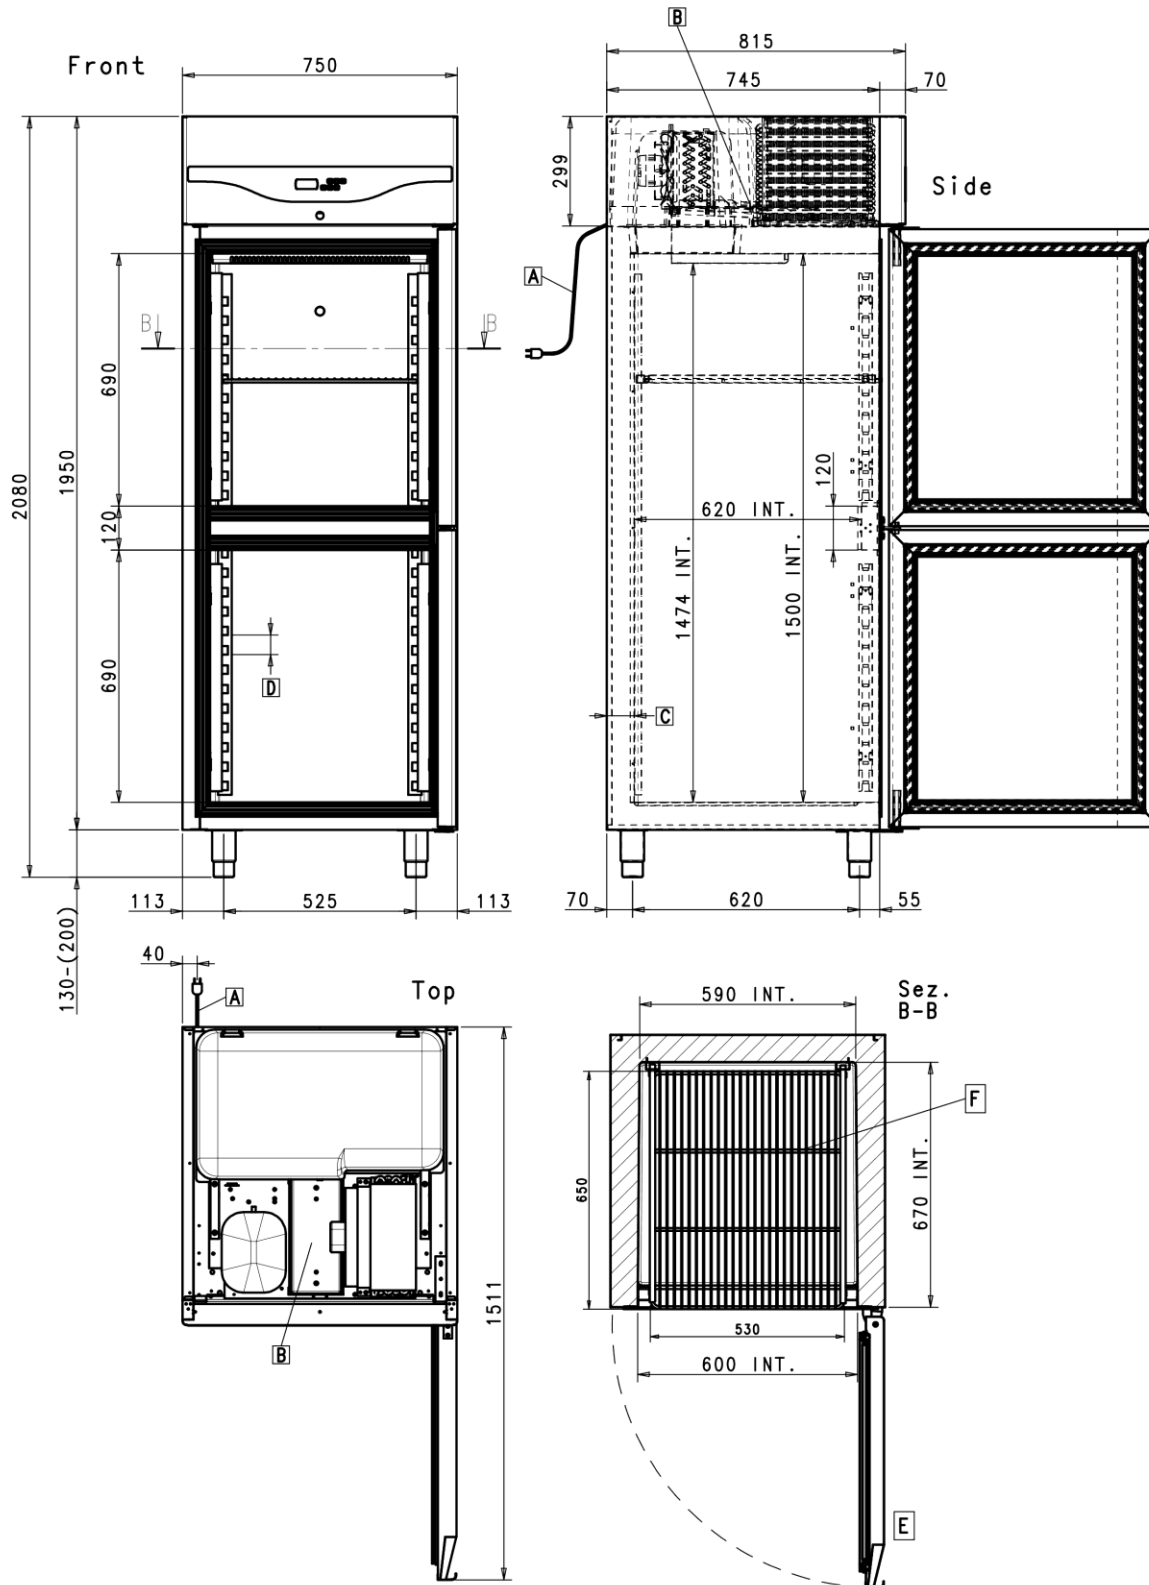 Front
750
B
815
745
70
299
Side
A
B
B
690
120
690
1950
2080
D
120
620 INT.
1474 INT.
1500 INT.
C
113
525
113
130-(200)
70
620
55
40
A
Top
1511
B
590 INT.
Sez.
B-B
F
650
670 INT.
530
600 INT.
E